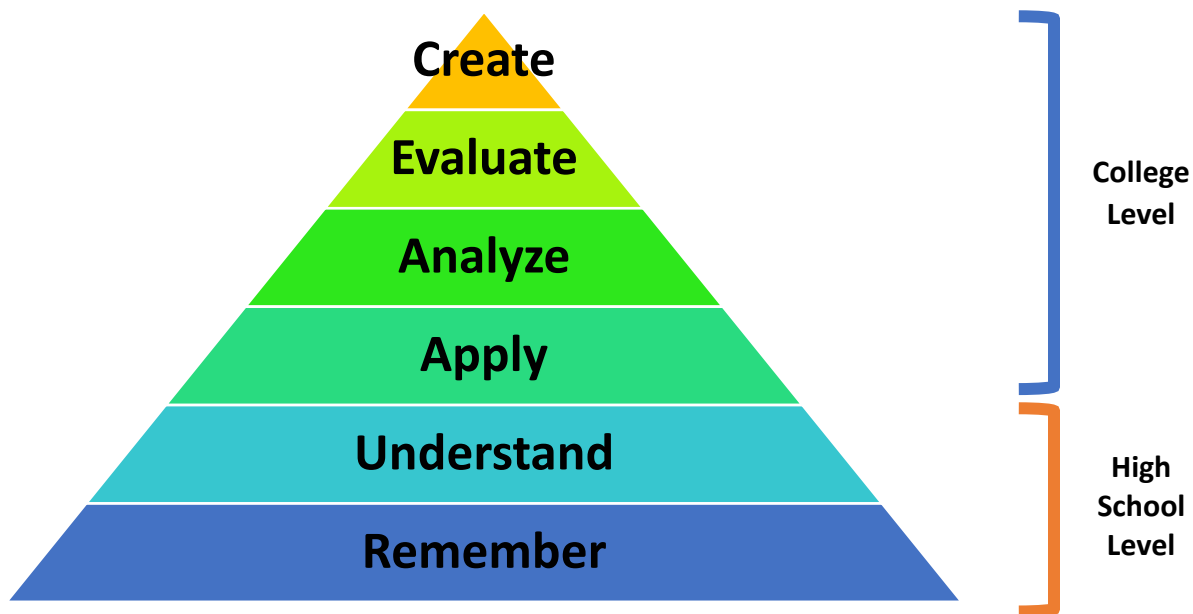 Create
Evaluate
Analyze
Apply
Understand
Remember
College
Level
High
School
Level